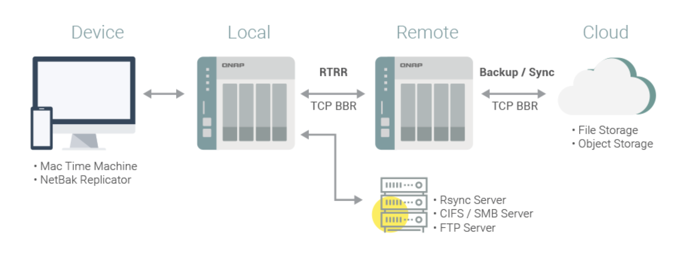 Device
Local
Remote
Cloud
QNAP
QNAP
RTRR
TCP BBR
Backup / Sync
TCP BBR
• Mac Time Machine
• NetBak Replicator
• File Storage
• Object Storage
• Rsync Server
• CIFS / SMB Server
• FTP Server